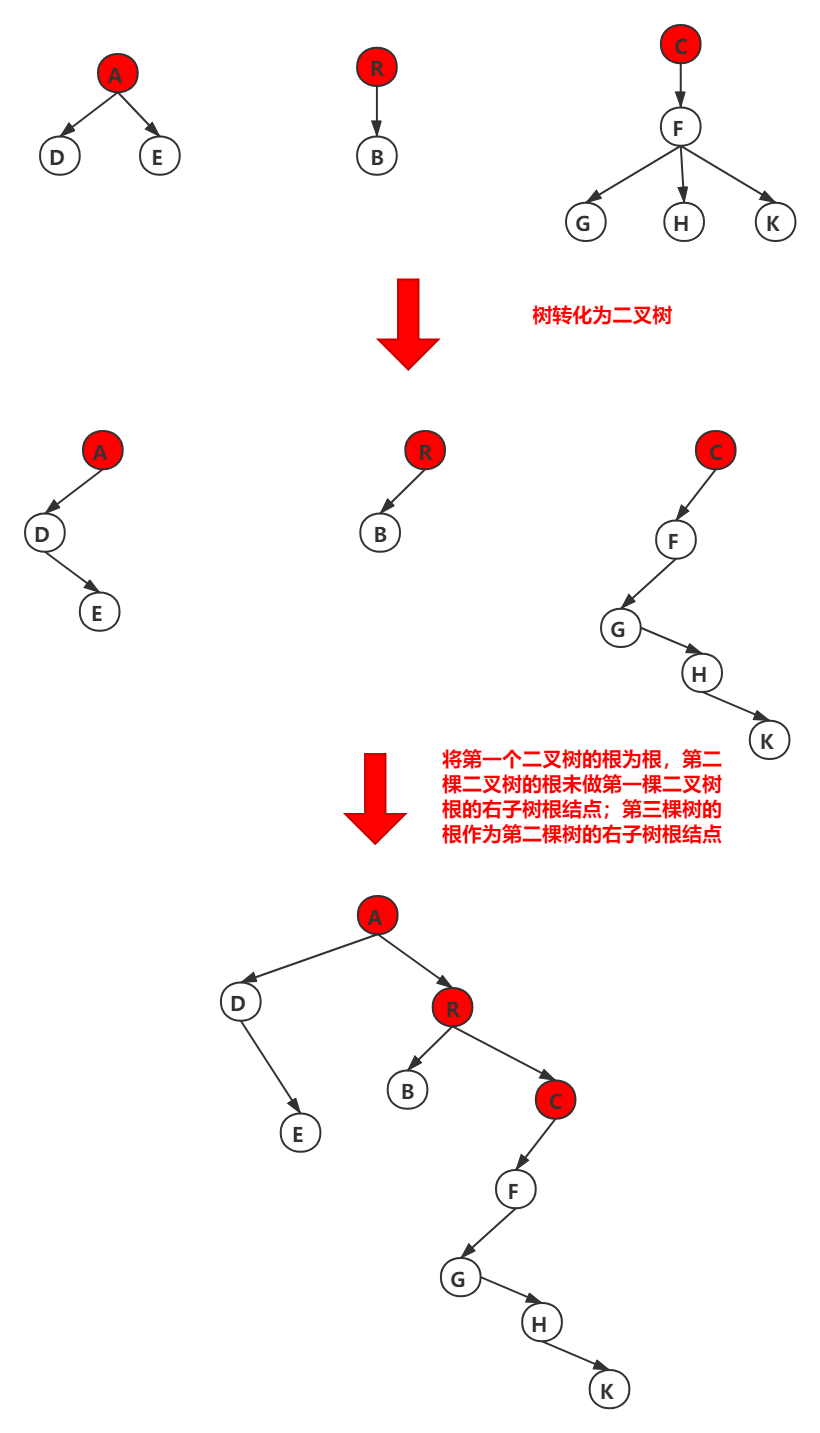 A
R
C
D
E
B
F
G
H
K
树转化为二叉树
A
R
C
D
B
F
E
G
H
K
将第一个二叉树的根为根，第二
棵二叉树的根未做第一棵二叉树
根的右子树根结点；第三棵树的
根作为第二棵树的右子树根结点
A
D
R
B
C
E
F
G
H
K